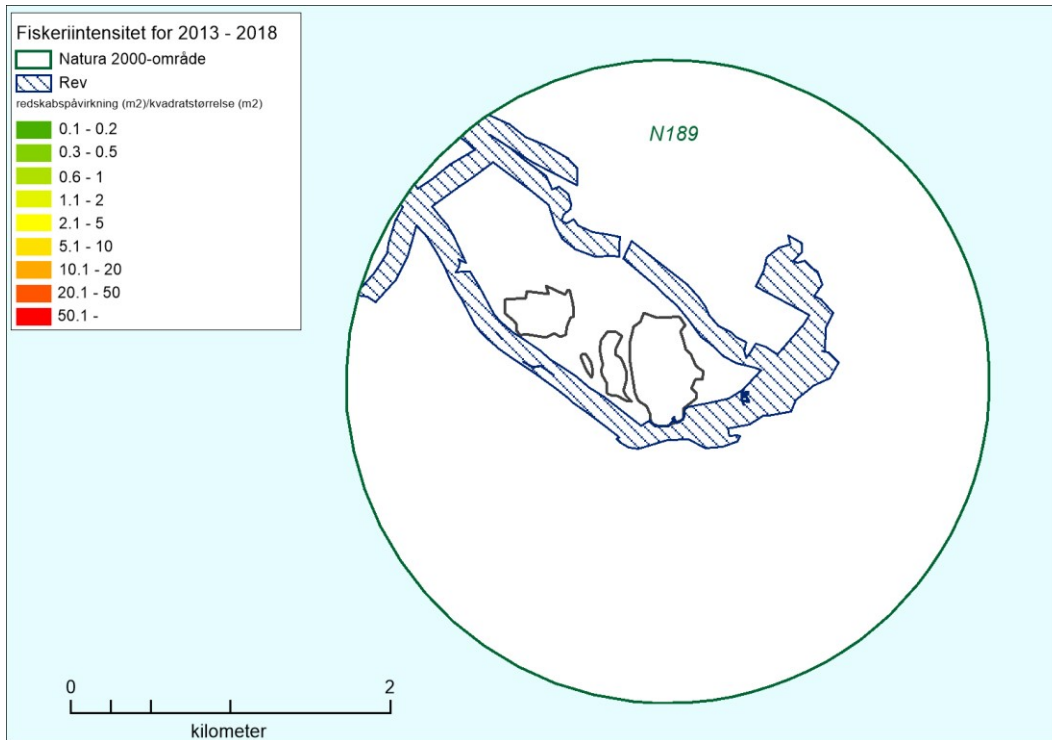 Fiskeriintensitet for 2013 - 2018
Natura 2000-område
Rev
redskabspåvirkning (m2)/kvadratstørrelse (m2)
0.1 - 0.2
0.3 - 0.5
0.6 - 1
1.1 - 2
2.1 - 5
5.1 - 10
10.1 - 20
20.1 - 50
50.1 -
N189
0 2
kilometer